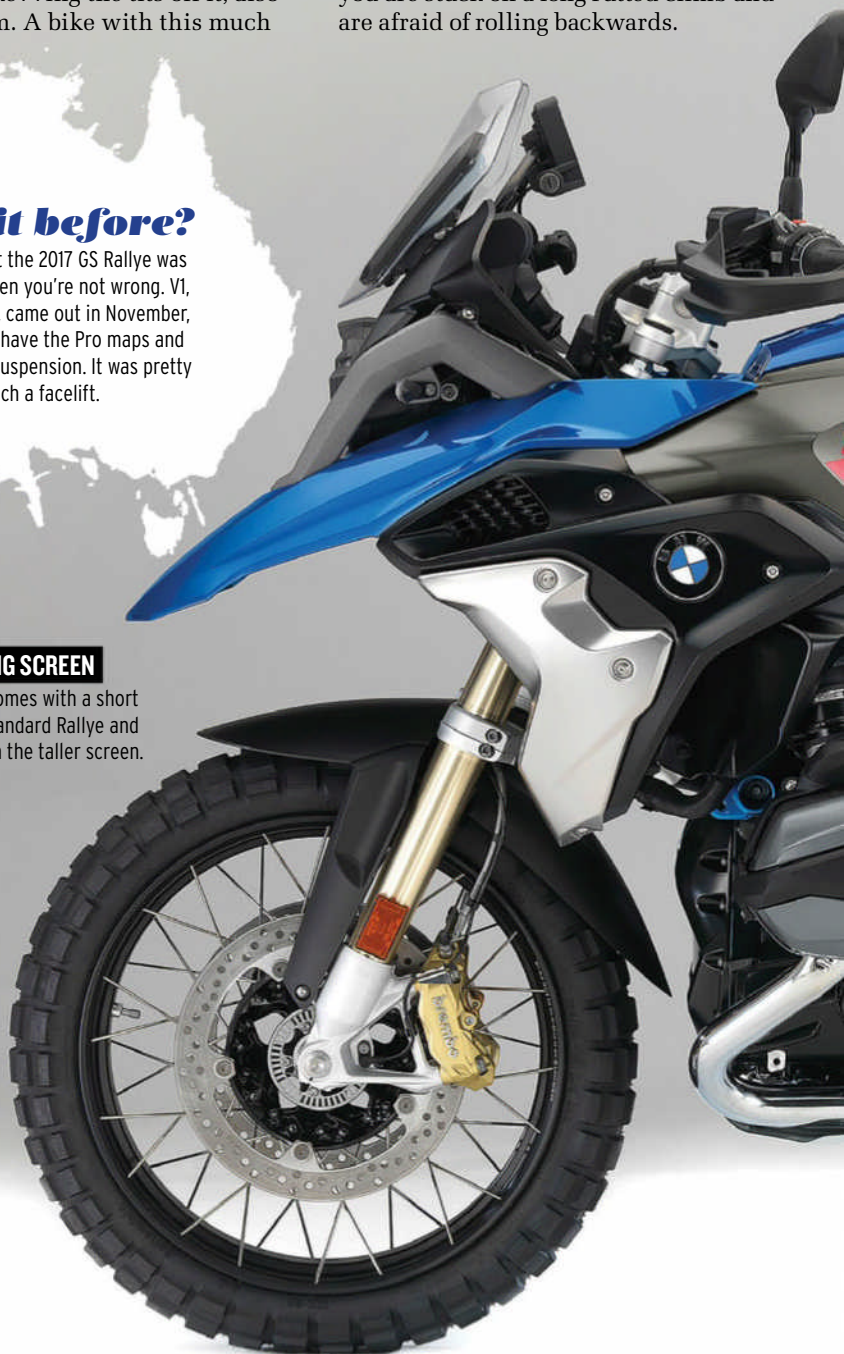 m. A bike with this much
are afraid of rolling backwards.
it before?
t the 2017 GS Rallye was
en you're not wrong. V1,
came out in November,
have the Pro maps and
uspension. It was pretty
ch a facelift.
G SCREEN
omes with a short
andard Rallye and
the taller screen.
brembo